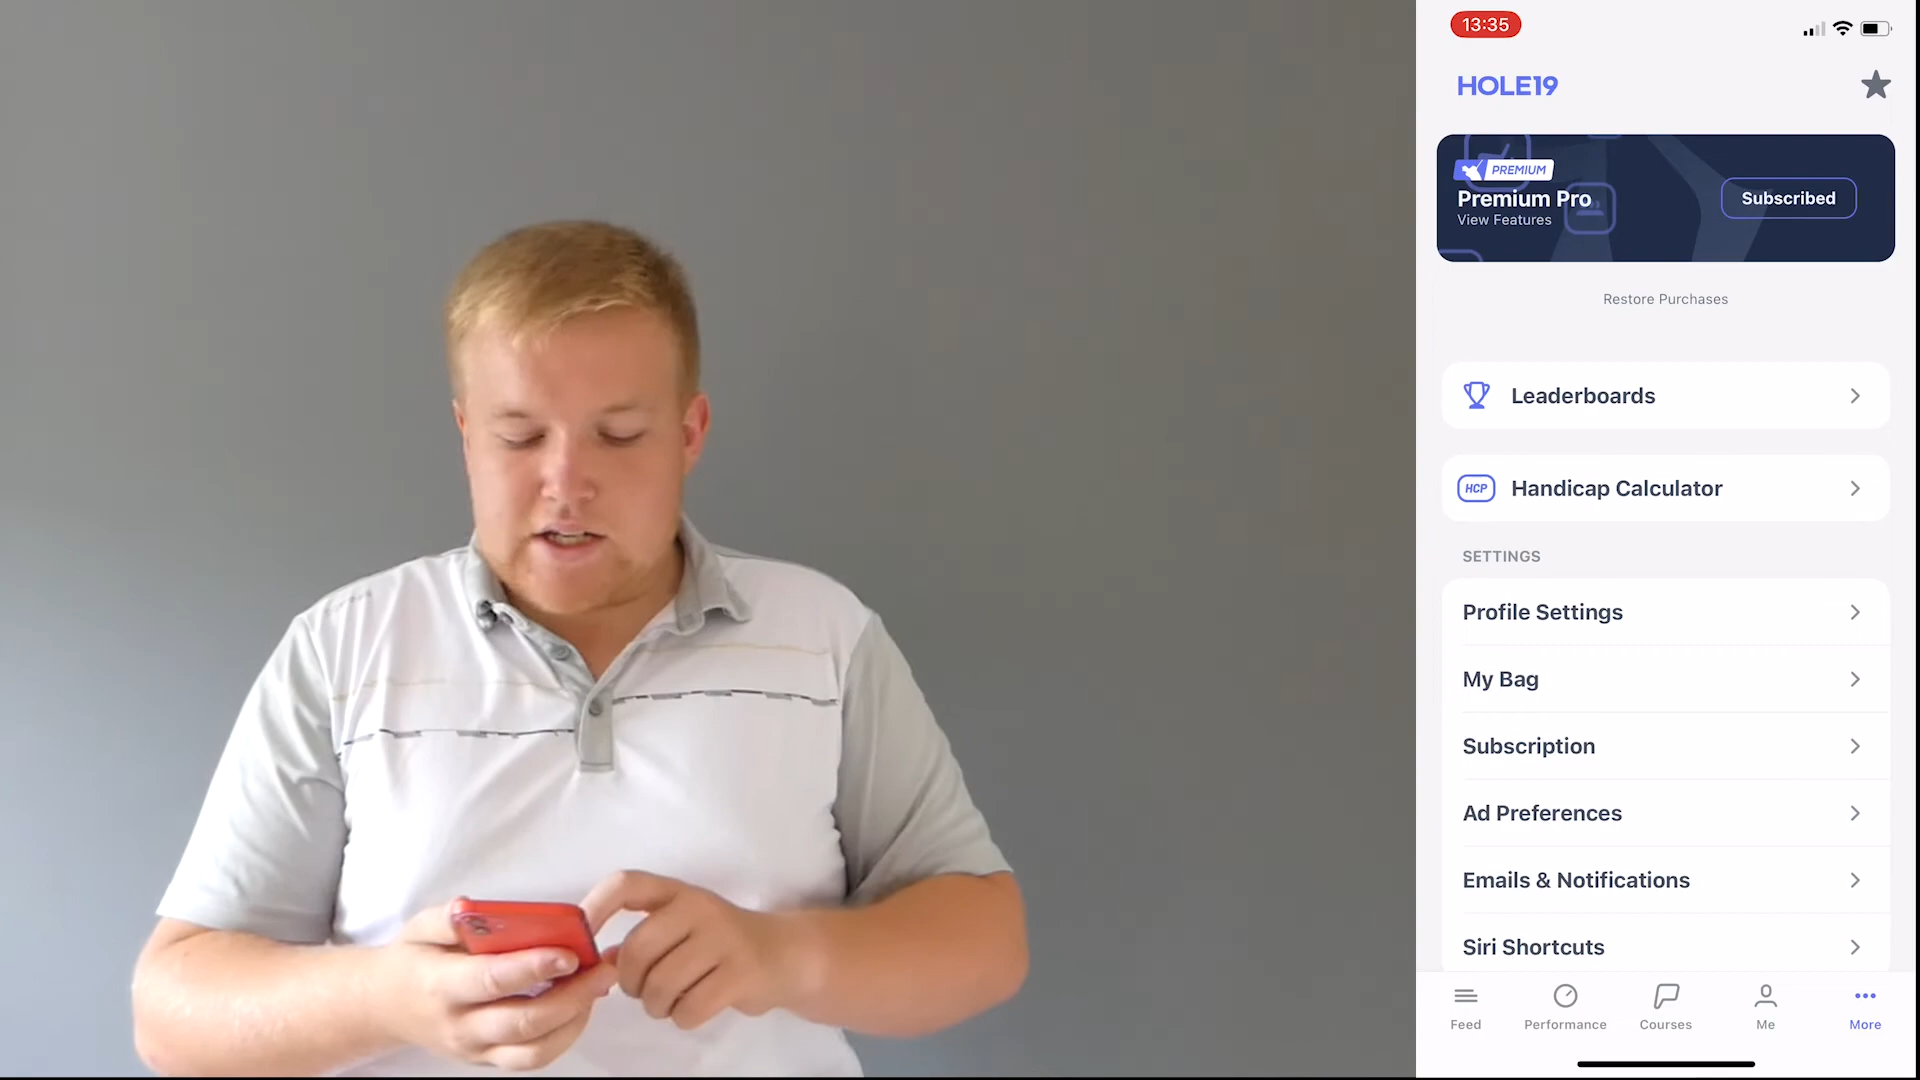 13:35
HOLE19
PREMIUM
Premium Pro
View Features
Subscribed
Restore Purchases
Leaderboards
HCP
Handicap Calculator
SETTINGS
Profile Settings
My Bag
Subscription
Ad Preferences
Emails & Notifications
Siri Shortcuts
Feed
Performance
Courses
Me
More